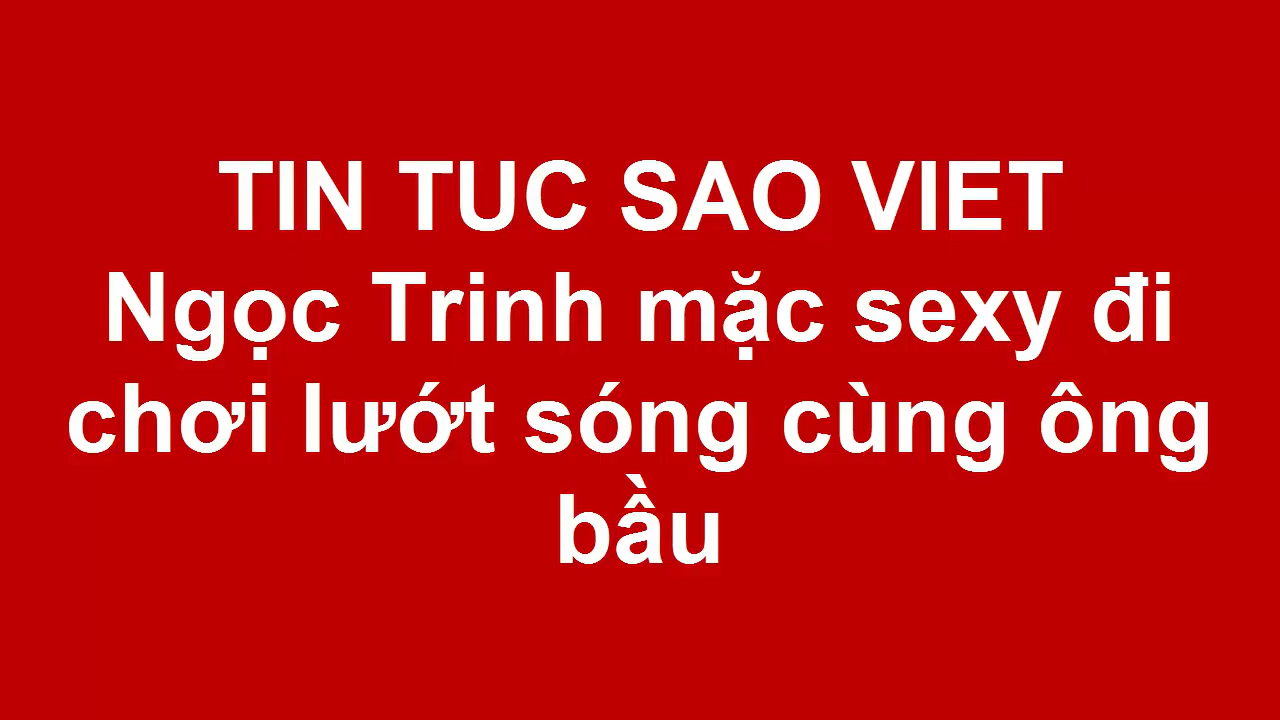 TIN TUC SAO VIET
Ngọc Trinh mặc sexy đi
chơi lướt sóng cùng ông
bầu